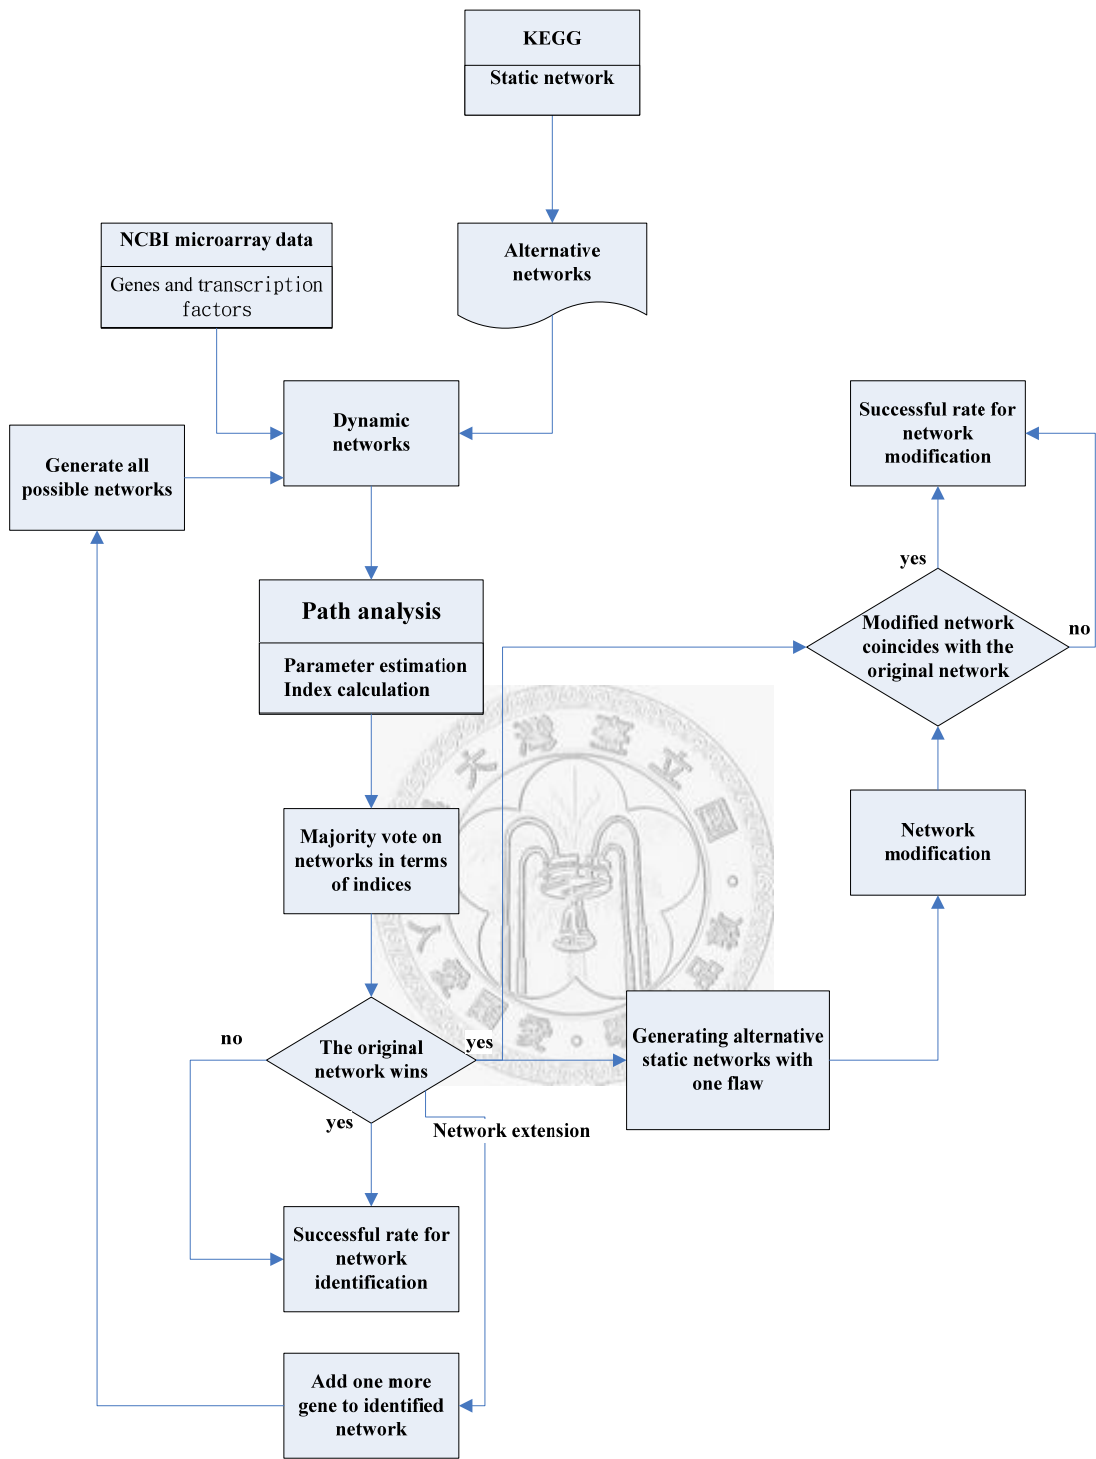 KEGG
Static network
NCBI microarray data
Genes and transcription
factors
Alternative
networks
Dynamic
networks
Successful rate for
network
modification
Generate all
possible networks
yes
Path analysis
Parameter estimation
Index calculation
Modified network
coincides with the
original network
no
Majority vote on
networks in terms
of indices
Network
modification
no
The original
network wins
yes
Generating alternative
static networks with
one flaw
yes
Network extension
Successful rate for
network
identification
Add one more
gene to identified
network